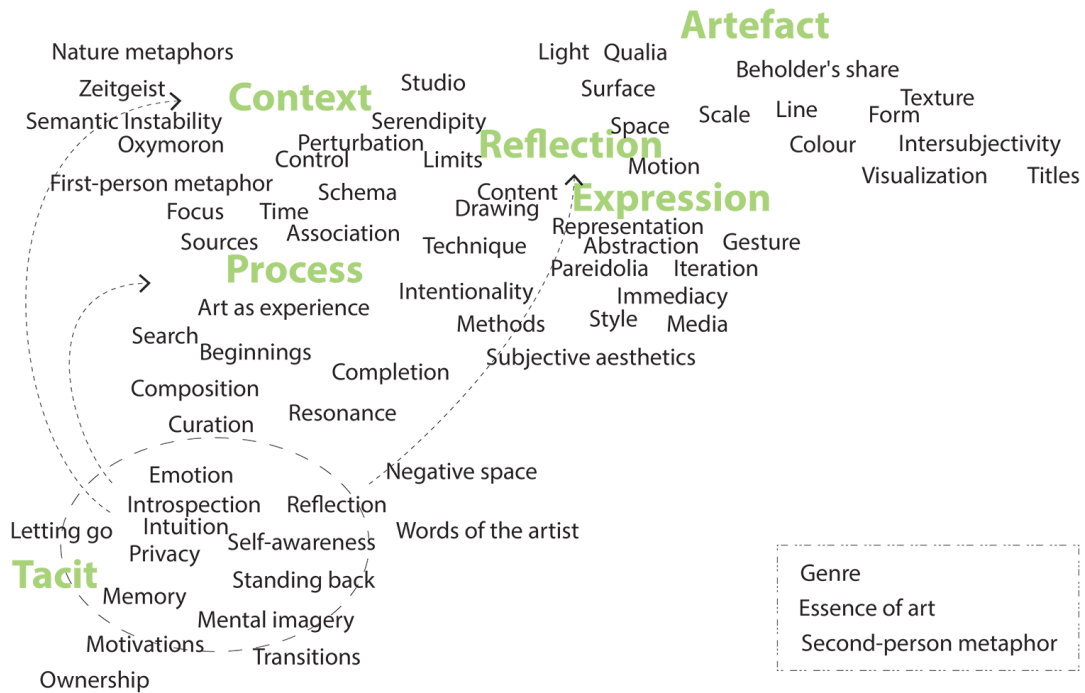 Artefact
Nature metaphors
Light
Qualia
Beholder's share
Zeitgeist
Context
Studio
Surface
Texture
Semantic Instability
Serendipity
Space
Scale
Line
Form
Oxymoron
Perturbation
Reflection
Colour
Intersubjectivity
Control
Limits
Motion
Visualization
Titles
First-person metaphor
Schema
Content
Expression
Focus
Time
Drawing
Representation
Sources
Association
Technique
Abstraction
Gesture
Process
Pareidolia
Iteration
Art as experience
Intentionality
Immediacy
Search
Methods
Style
Media
Beginnings
Subjective aesthetics
Completion
Composition
Resonance
Curation
Emotion
Negative space
Introspection
Reflection
Letting go
Intuition
Words of the artist
Privacy
Self-awareness
Tacit
Standing back
Memory
Mental imagery
Motivations
Transitions
Ownership
Genre
Essence of art
Second-person metaphor